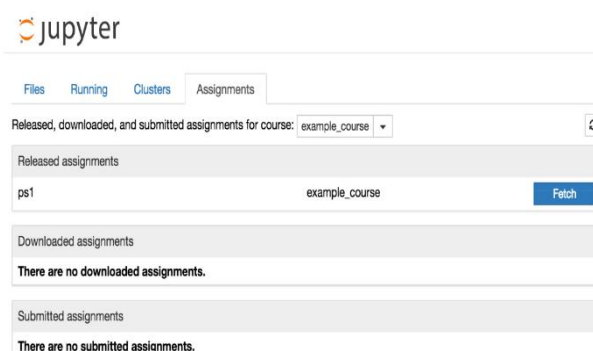 jupyter
Files Running Clusters Assignments
Released, downloaded, and submitted assignments for course: example_course
Released assignments
ps1 example_course Fetch
Downloaded assignments
There are no downloaded assignments.
Submitted assignments
There are no submitted assignments.